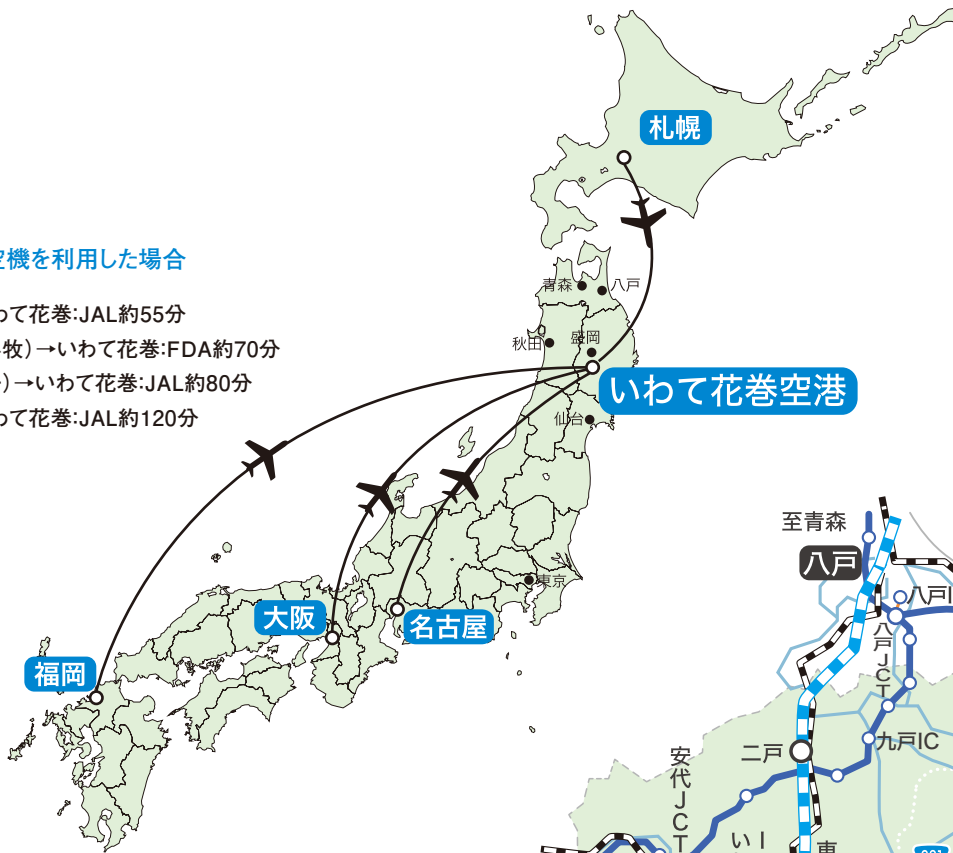 札幌
空機を利用した場合
わて花巻:JAL約55分
牧)→いわて花巻:FDA約70分
)→いわて花巻:JAL約80分
わて花巻:JAL約120分
青森
八戸
秋田
盛岡
いわて花巻空港
仙台
東京
大阪
名古屋
福岡
至青森
八戸
八戸I
八戸JCT
九戸IC
二戸
安代JCT
いI
東